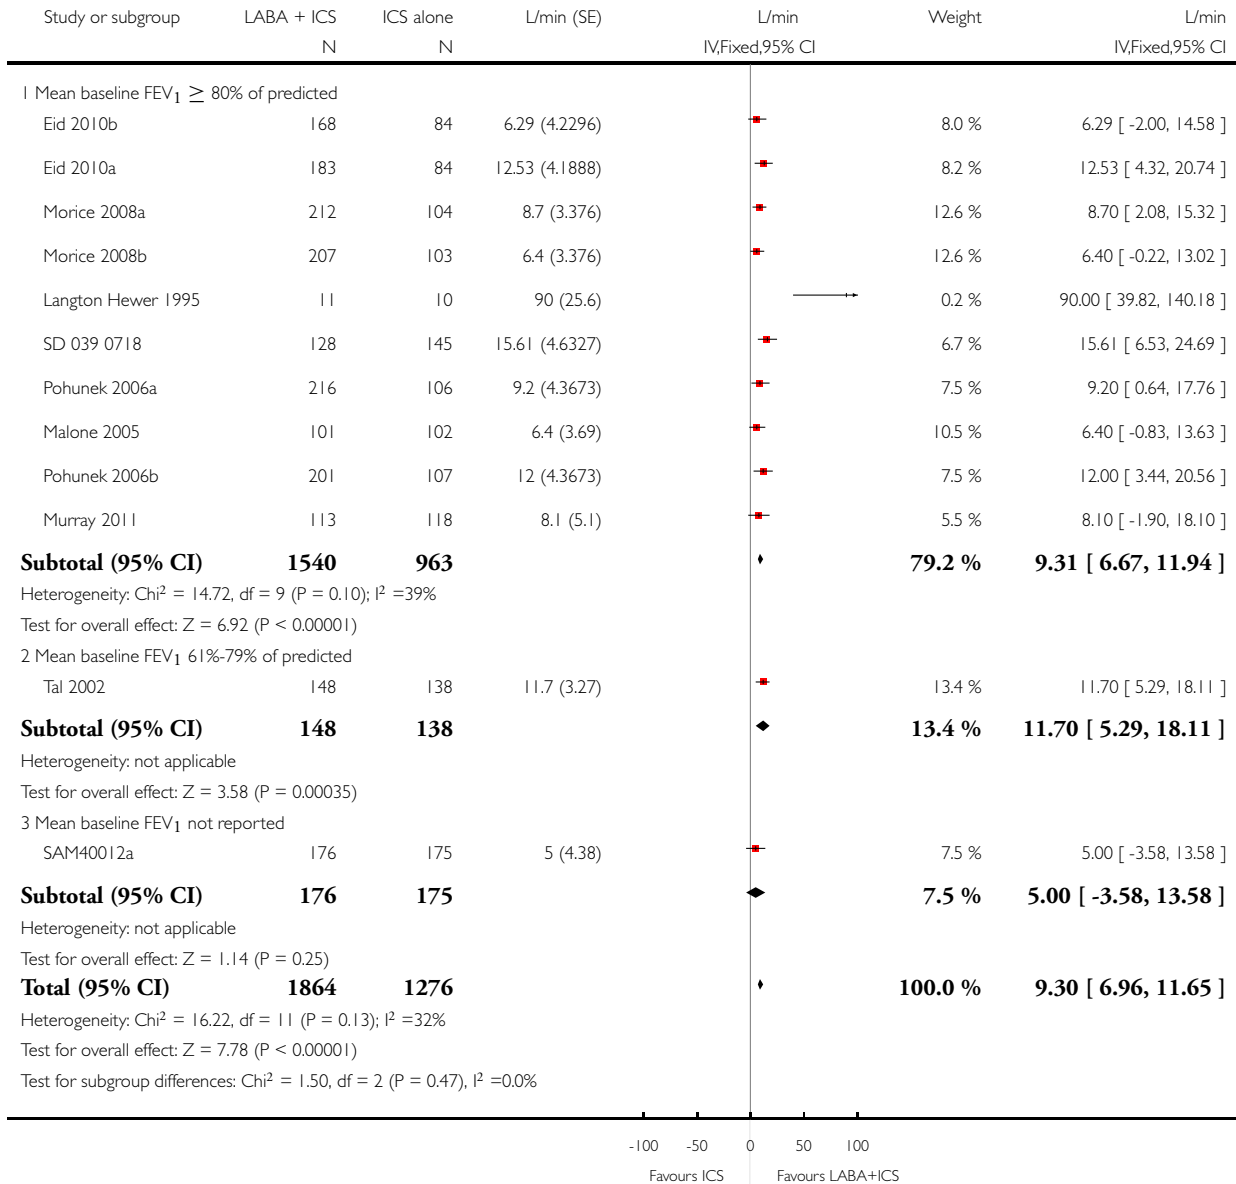 Study or subgroup LABA + ICS ICS alone L/min (SE) L/min Weight L/min
N N IV,Fixed,95% CI IV,Fixed,95% CI
1 Mean baseline FEV1 ≥ 80% of predicted
Eid 2010b 168 84 6.29 (4.2296) 8.0 % 6.29 [ -2.00, 14.58 ]
Eid 2010a 183 84 12.53 (4.1888) 8.2 % 12.53 [ 4.32, 20.74 ]
Morice 2008a 212 104 8.7 (3.376) 12.6 % 8.70 [ 2.08, 15.32 ]
Morice 2008b 207 103 6.4 (3.376) 12.6 % 6.40 [ -0.22, 13.02 ]
Langton Hewer 1995 11 10 90 (25.6) 0.2 % 90.00 [ 39.82, 140.18 ]
SD 039 0718 128 145 15.61 (4.6327) 6.7 % 15.61 [ 6.53, 24.69 ]
Pohunek 2006a 216 106 9.2 (4.3673) 7.5 % 9.20 [ 0.64, 17.76 ]
Malone 2005 101 102 6.4 (3.69) 10.5 % 6.40 [ -0.83, 13.63 ]
Pohunek 2006b 201 107 12 (4.3673) 7.5 % 12.00 [ 3.44, 20.56 ]
Murray 2011 113 118 8.1 (5.1) 5.5 % 8.10 [ -1.90, 18.10 ]
Subtotal (95% CI) 1540 963 79.2 % 9.31 [ 6.67, 11.94 ]
Heterogeneity: Chi² = 14.72, df = 9 (P = 0.10); I² =39%
Test for overall effect: Z = 6.92 (P < 0.00001)
2 Mean baseline FEV1 61%-79% of predicted
Tal 2002 148 138 11.7 (3.27) 13.4 % 11.70 [ 5.29, 18.11 ]
Subtotal (95% CI) 148 138 13.4 % 11.70 [ 5.29, 18.11 ]
Heterogeneity: not applicable
Test for overall effect: Z = 3.58 (P = 0.00035)
3 Mean baseline FEV1 not reported
SAM40012a 176 175 5 (4.38) 7.5 % 5.00 [ -3.58, 13.58 ]
Subtotal (95% CI) 176 175 7.5 % 5.00 [ -3.58, 13.58 ]
Heterogeneity: not applicable
Test for overall effect: Z = 1.14 (P = 0.25)
Total (95% CI) 1864 1276 100.0 % 9.30 [ 6.96, 11.65 ]
Heterogeneity: Chi² = 16.22, df = 11 (P = 0.13); I² =32%
Test for overall effect: Z = 7.78 (P < 0.00001)
Test for subgroup differences: Chi² = 1.50, df = 2 (P = 0.47), I² =0.0%
-100 -50 0 50 100
Favours ICS Favours LABA+ICS